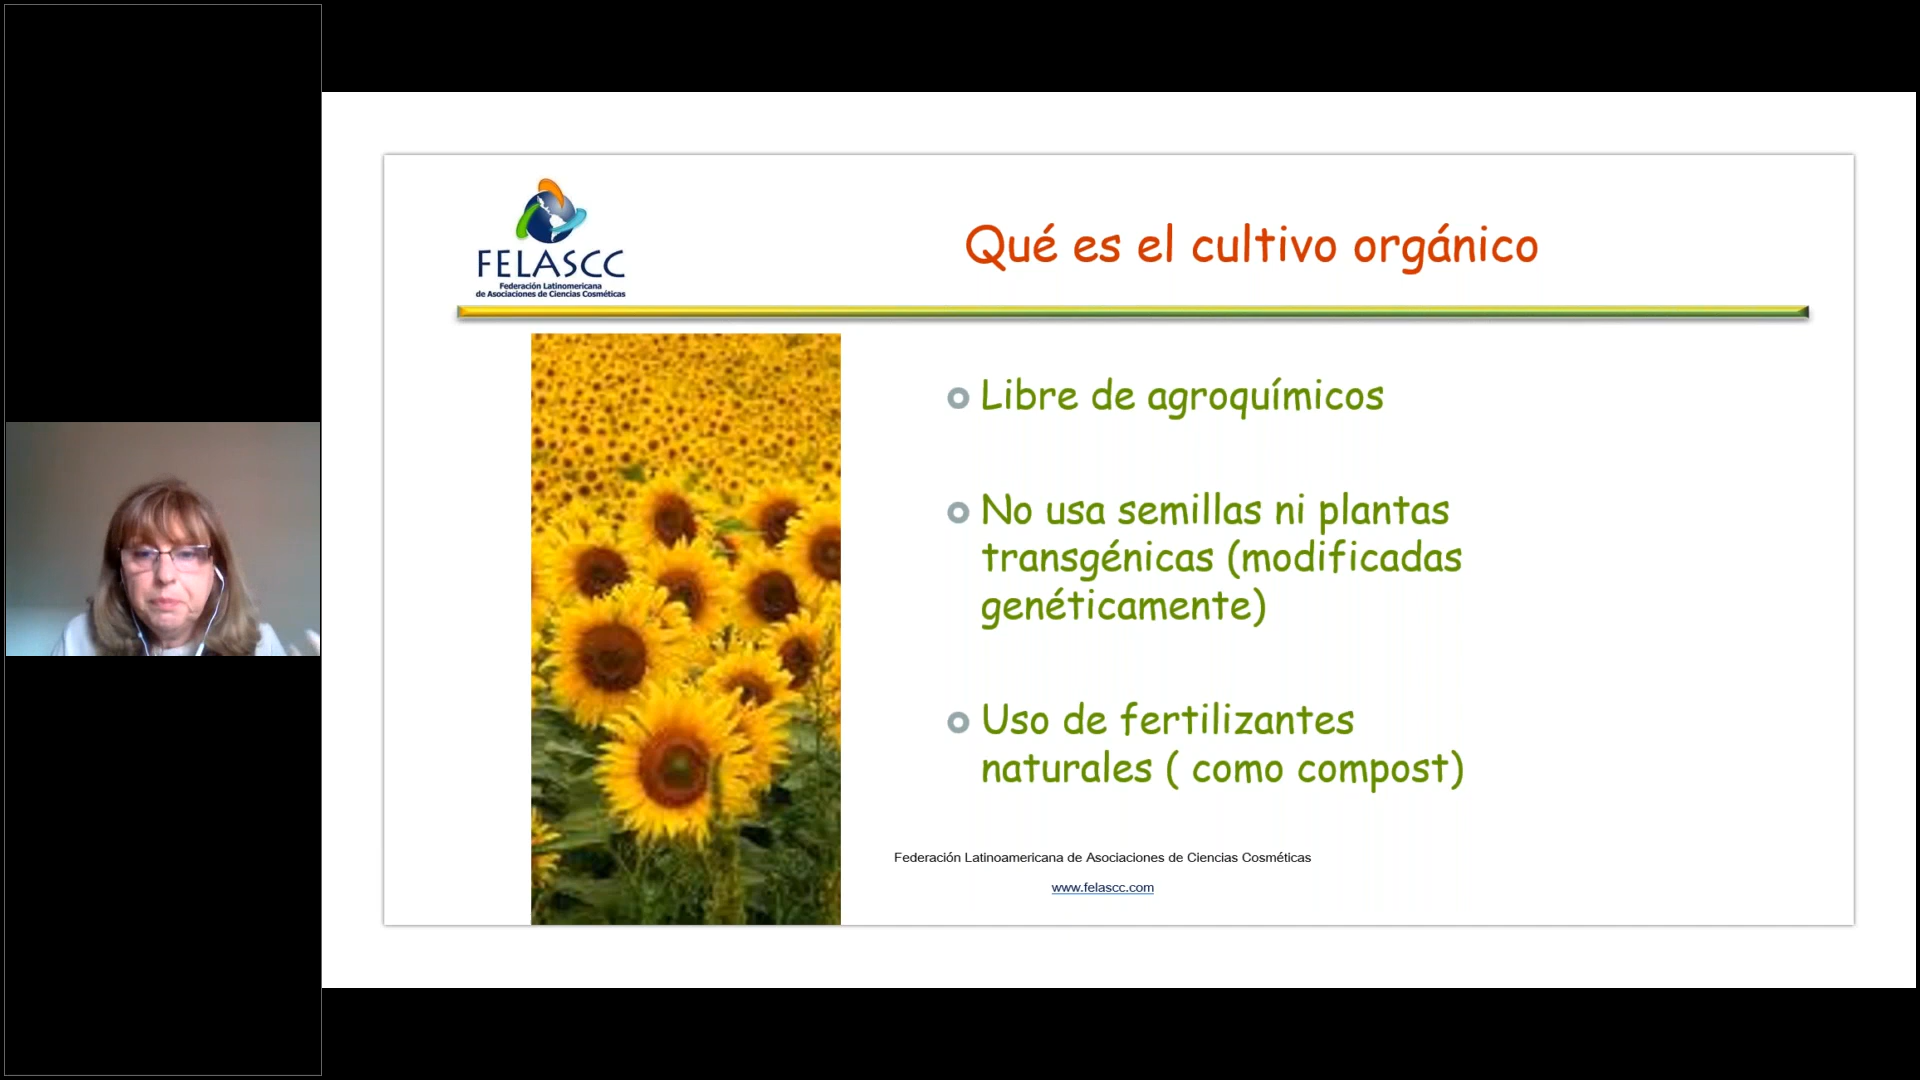 FELASCC
Federación Latinomericana
de Asociaciones de Ciencias Cosméticas
Qué es el cultivo orgánico
Libre de agroquímicos
No usa semillas ni plantas
transgénicas (modificadas
genéticamente)
Uso de fertilizantes
naturales ( como compost)
Federación Latinoamericana de Asociaciones de Ciencias Cosméticas
www.felascc.com